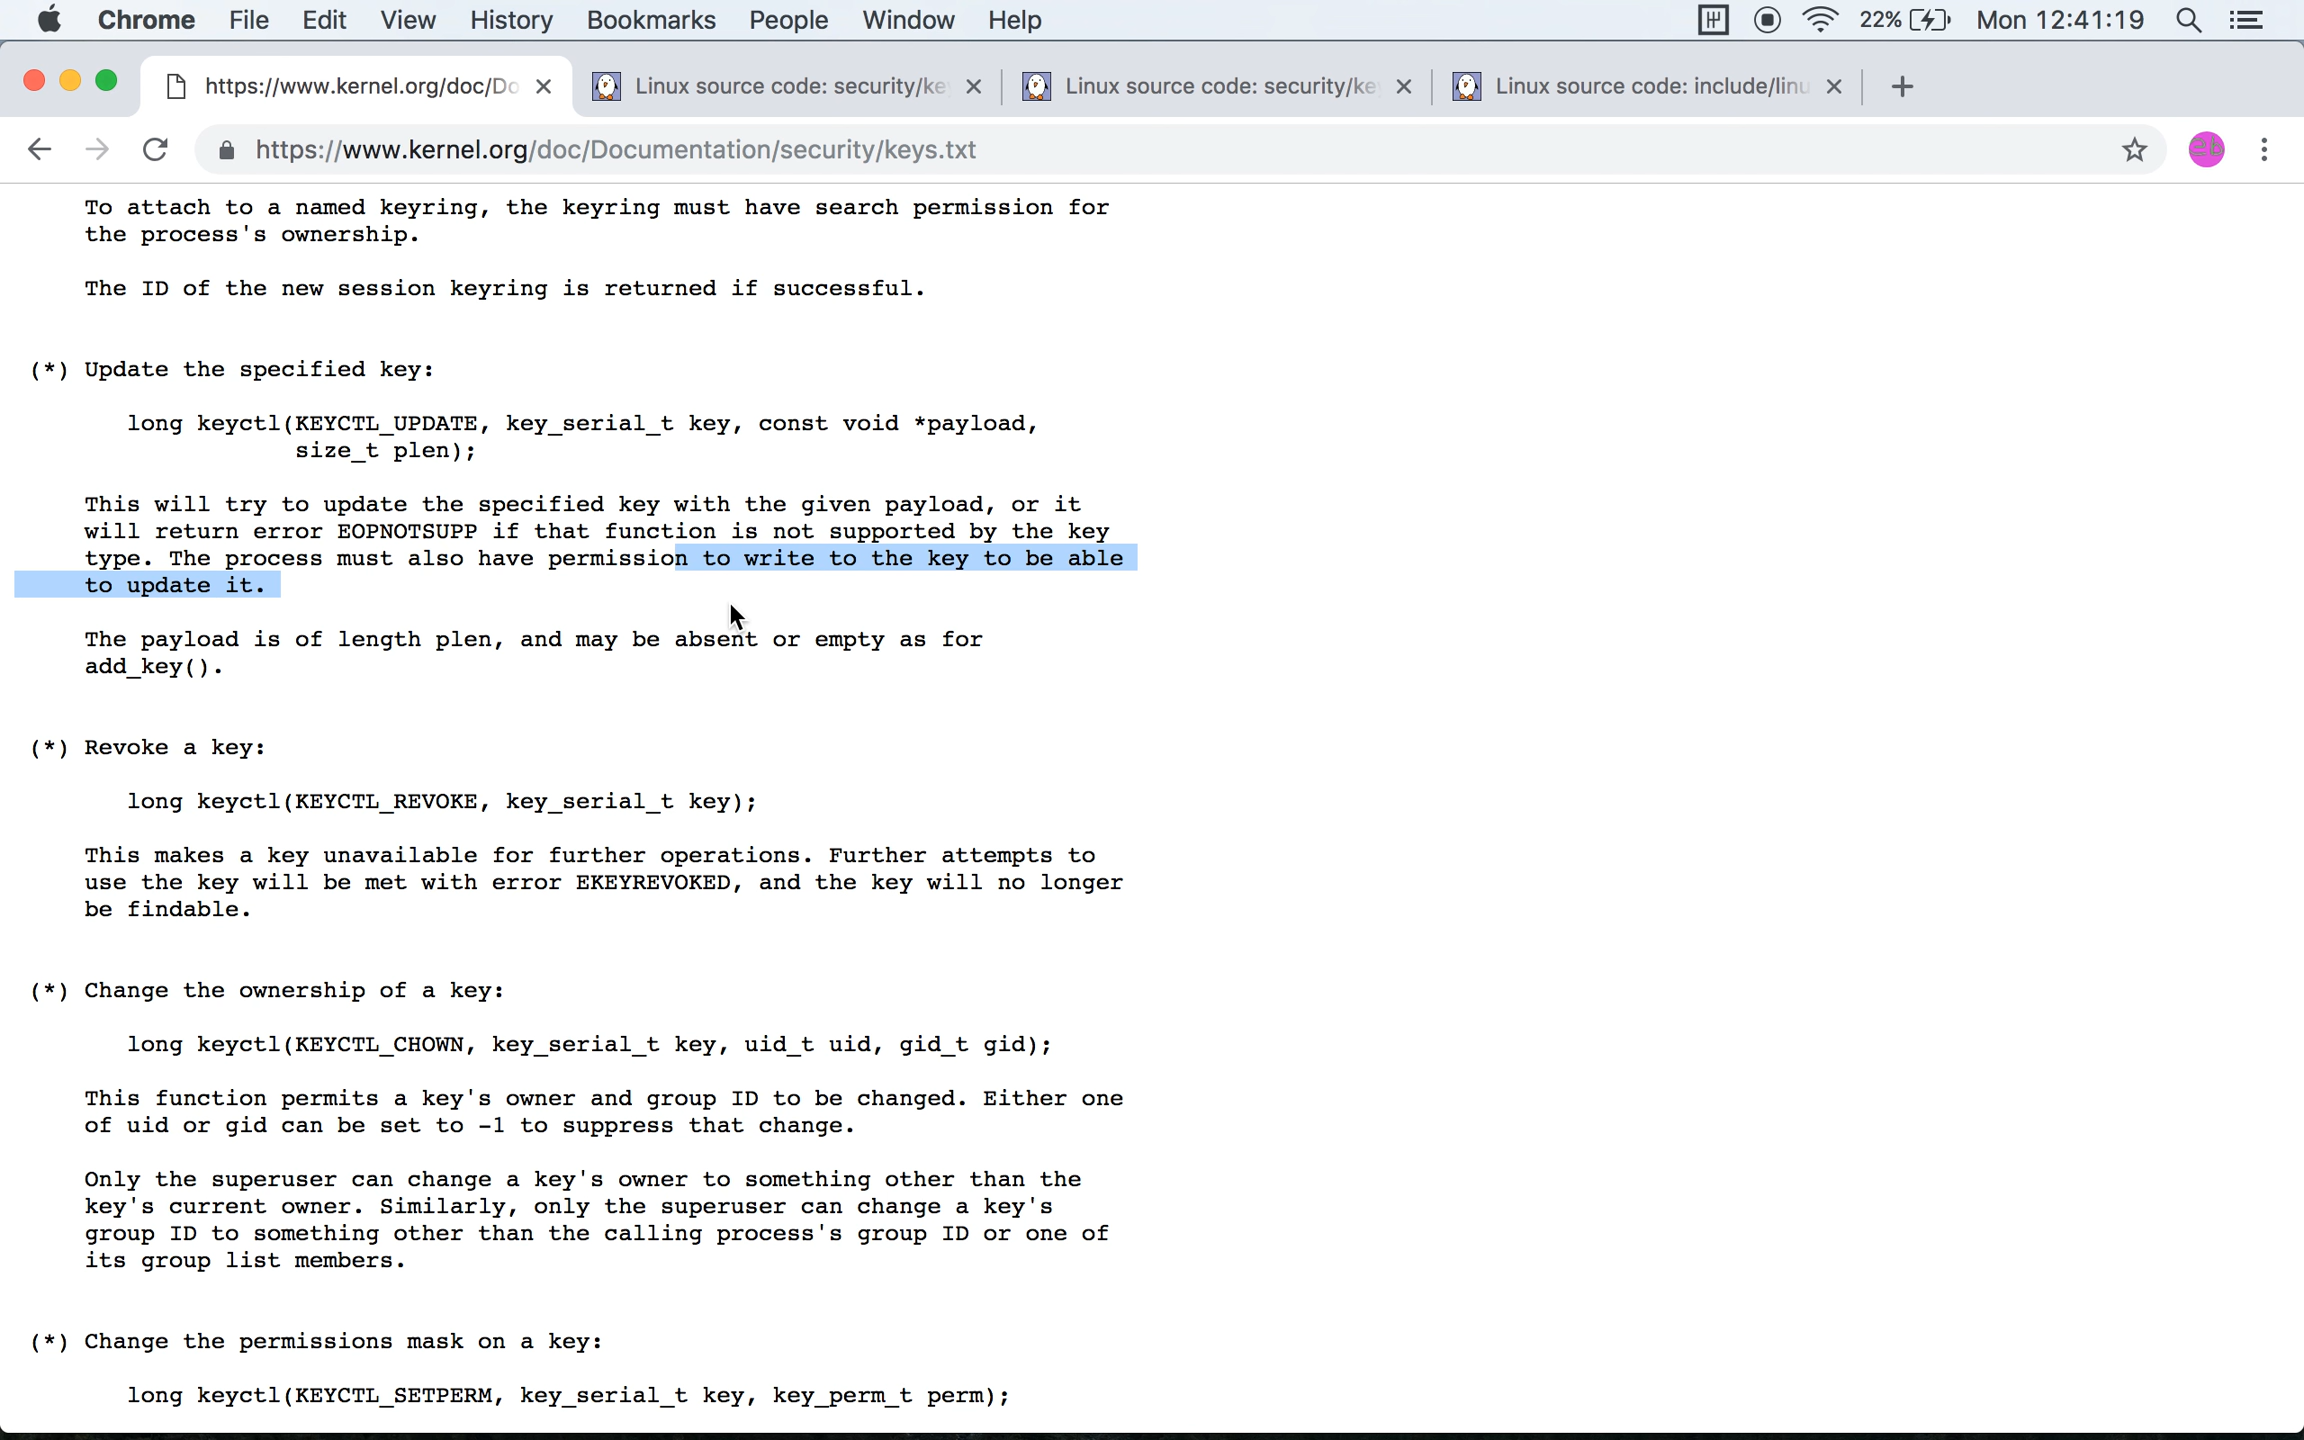 Chrome File Edit View History Bookmarks People Window Help 22% Mon 12:41:19
https://www.kernel.org/doc/Do Linux source code: security/ke Linux source code: security/ke Linux source code: include/linu
https://www.kernel.org/doc/Documentation/security/keys.txt
To attach to a named keyring, the keyring must have search permission for
the process's ownership.
The ID of the new session keyring is returned if successful.
(*) Update the specified key:
long keyctl(KEYCTL_UPDATE, key_serial_t key, const void *payload,
size_t plen);
This will try to update the specified key with the given payload, or it
will return error EOPNOTSUPP if that function is not supported by the key
type. The process must also have permission to write to the key to be able
to update it.
The payload is of length plen, and may be absent or empty as for
add_key().
(*) Revoke a key:
long keyctl(KEYCTL_REVOKE, key_serial_t key);
This makes a key unavailable for further operations. Further attempts to
use the key will be met with error EKEYREVOKED, and the key will no longer
be findable.
(*) Change the ownership of a key:
long keyctl(KEYCTL_CHOWN, key_serial_t key, uid_t uid, gid_t gid);
This function permits a key's owner and group ID to be changed. Either one
of uid or gid can be set to -1 to suppress that change.
Only the superuser can change a key's owner to something other than the
key's current owner. Similarly, only the superuser can change a key's
group ID to something other than the calling process's group ID or one of
its group list members.
(*) Change the permissions mask on a key:
long keyctl(KEYCTL_SETPERM, key_serial_t key, key_perm_t perm);